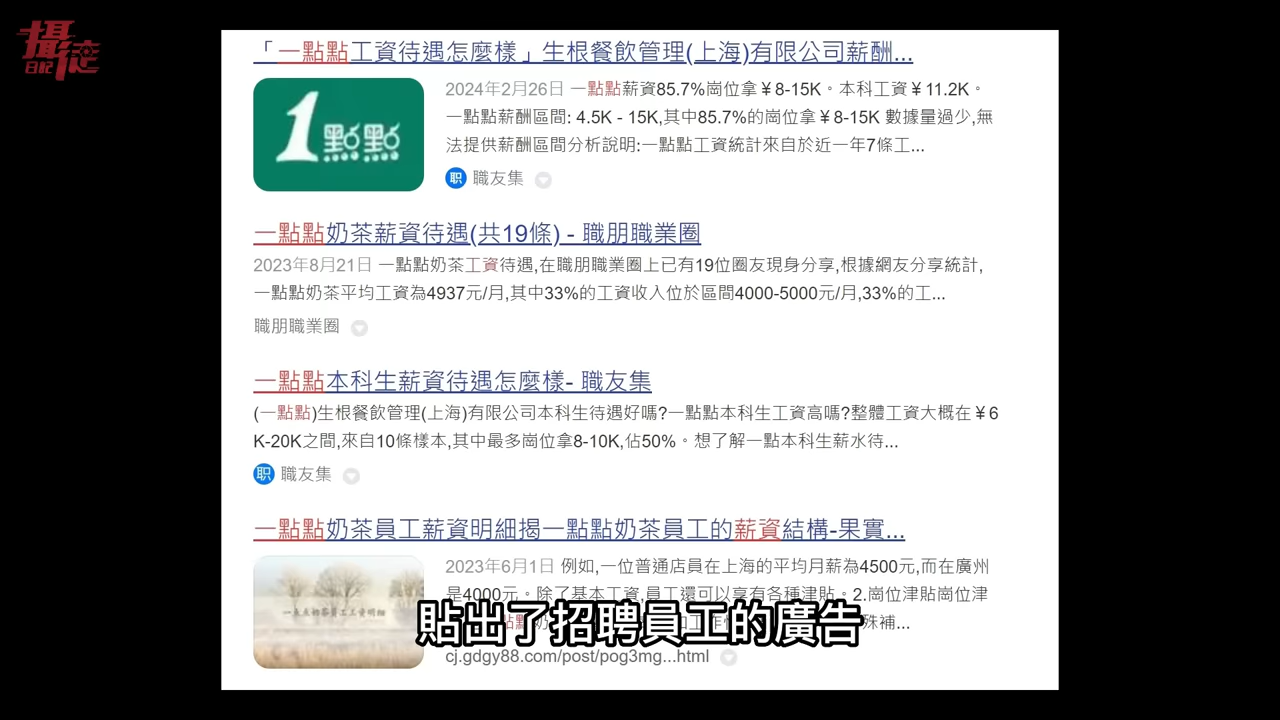 攝徒日記
「一點點工資待遇怎麼樣」生根餐飲管理(上海)有限公司薪酬...
1點點
2024年2月26日 一點點薪資85.7%崗位拿￥8-15K。本科工資￥11.2K。
一點點薪酬區間: 4.5K - 15K,其中85.7%的崗位拿￥8-15K 數據量過少,無
法提供薪酬區間分析說明:一點點工資統計來自於近一年7條工...
职 職友集
一點點奶茶薪資待遇(共19條) - 職朋職業圈
2023年8月21日 一點點奶茶工資待遇,在職朋職業圈上已有19位圈友現身分享,根據網友分享統計,
一點點奶茶平均工資為4937元/月,其中33%的工資收入位於區間4000-5000元/月,33%的工...
職朋職業圈
一點點本科生薪資待遇怎麼樣- 職友集
(一點點)生根餐飲管理(上海)有限公司本科生待遇好嗎?一點點本科生工資高嗎?整體工資大概在￥6
K-20K之間,來自10條樣本,其中最多崗位拿8-10K,佔50%。想了解一點本科生薪水待...
职 職友集
一點點奶茶員工薪資明細揭一點點奶茶員工的薪資結構-果實...
2023年6月1日 例如,一位普通店員在上海的平均月薪為4500元,而在廣州
是4000元。除了基本工資,員工還可以享有各種津貼。2.崗位津貼崗位津
殊補...
貼出了招聘員工的廣告
cj.gdgy88.com/post/pog3mg...html